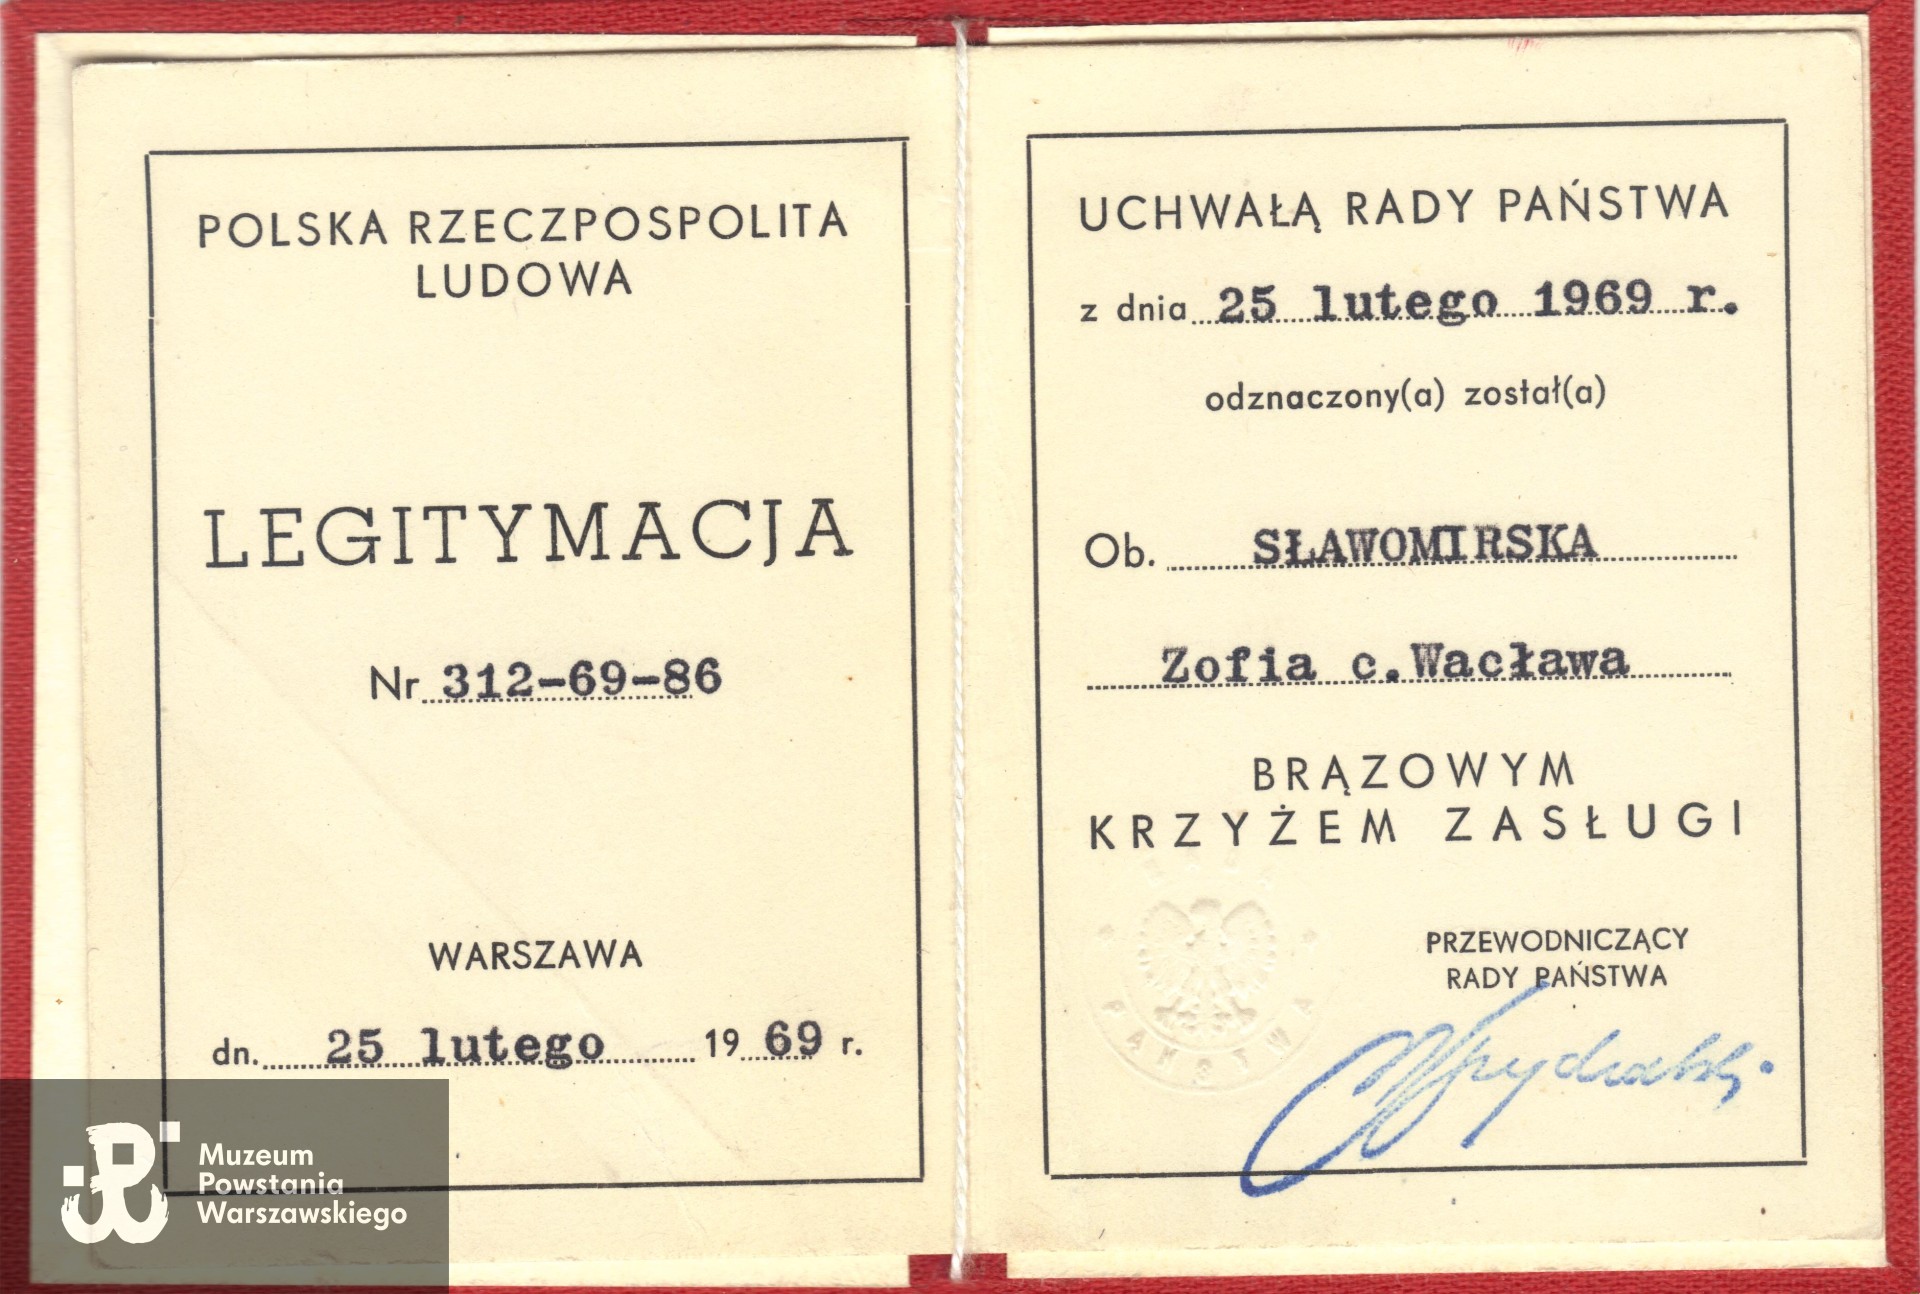 POLSKA RZECZPOSPOLITA
LUDOWA
LEGITYMACJA
Nr 312-69-86
WARSZAWA
dn. 25 lutego 1969 r.
UCHWAŁĄ RADY PAŃSTWA
z dnia 25 lutego 1969 r.
odznaczony(a) został(a)
Ob. SŁAWOMIRSKA
Zofia c.Wacława
BRĄZOWYM
KRZYŻEM ZASŁUGI
PRZEWODNICZĄCY
RADY PAŃSTWA
PAŃSTWA
Muzeum
Powstania
Warszawskiego